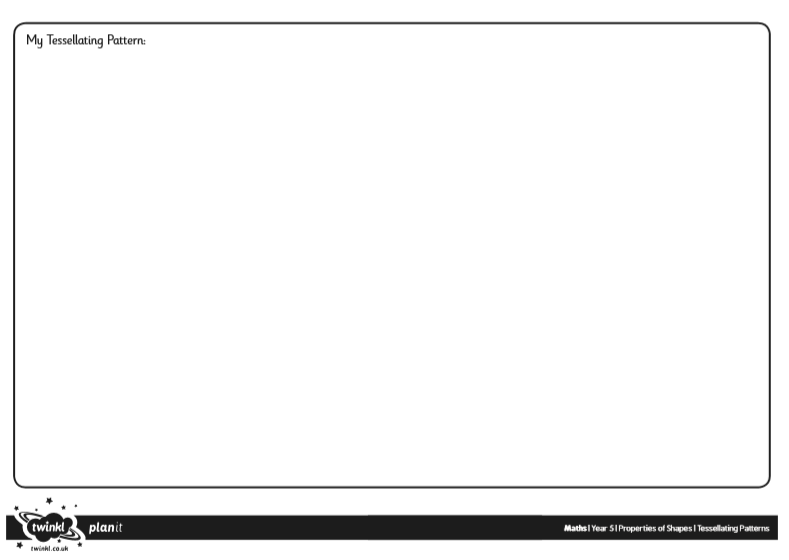 My Tessellating Pattern:
twinkl planit
Maths | Year 5 | Properties of Shapes | Tessellating Patterns
twinkl.co.uk